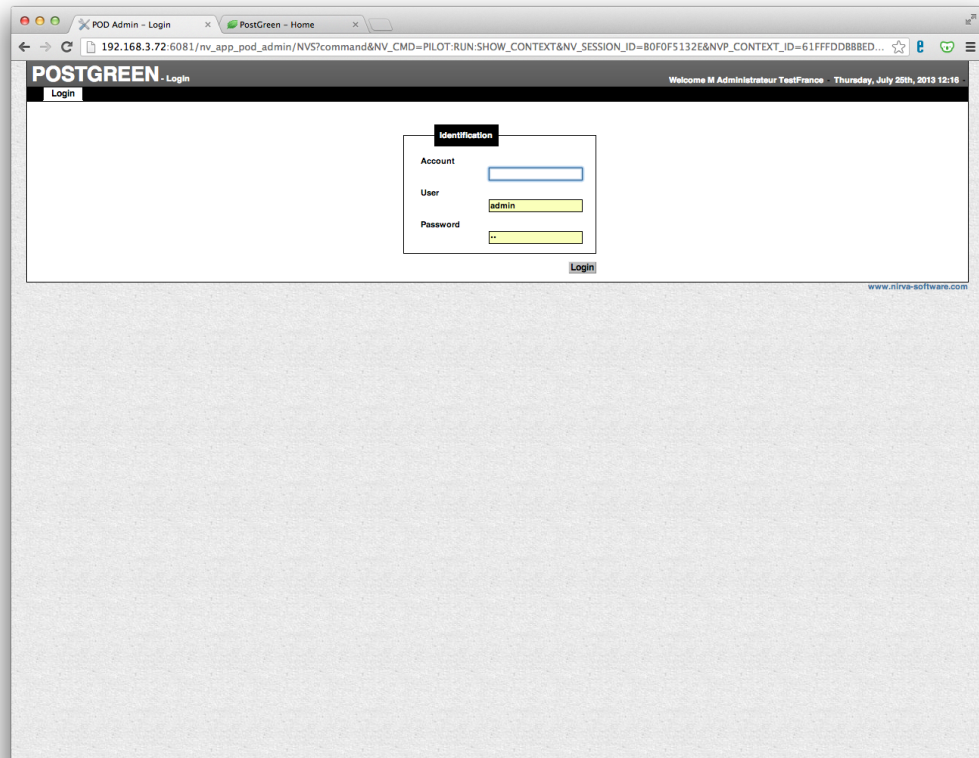 POD Admin – Login
PostGreen – Home
192.168.3.72:6081/nv_app_pod_admin/NVS?command&NV_CMD=PILOT:RUN:SHOW_CONTEXT&NV_SESSION_ID=B0F0F5132E&NVP_CONTEXT_ID=61FFFDDBBBED...
POSTGREEN - Login
Welcome M Administrateur TestFrance - Thursday, July 25th, 2013 12:16 -
Login
Identification
Account
User
admin
Password
Login
www.nirva-software.com